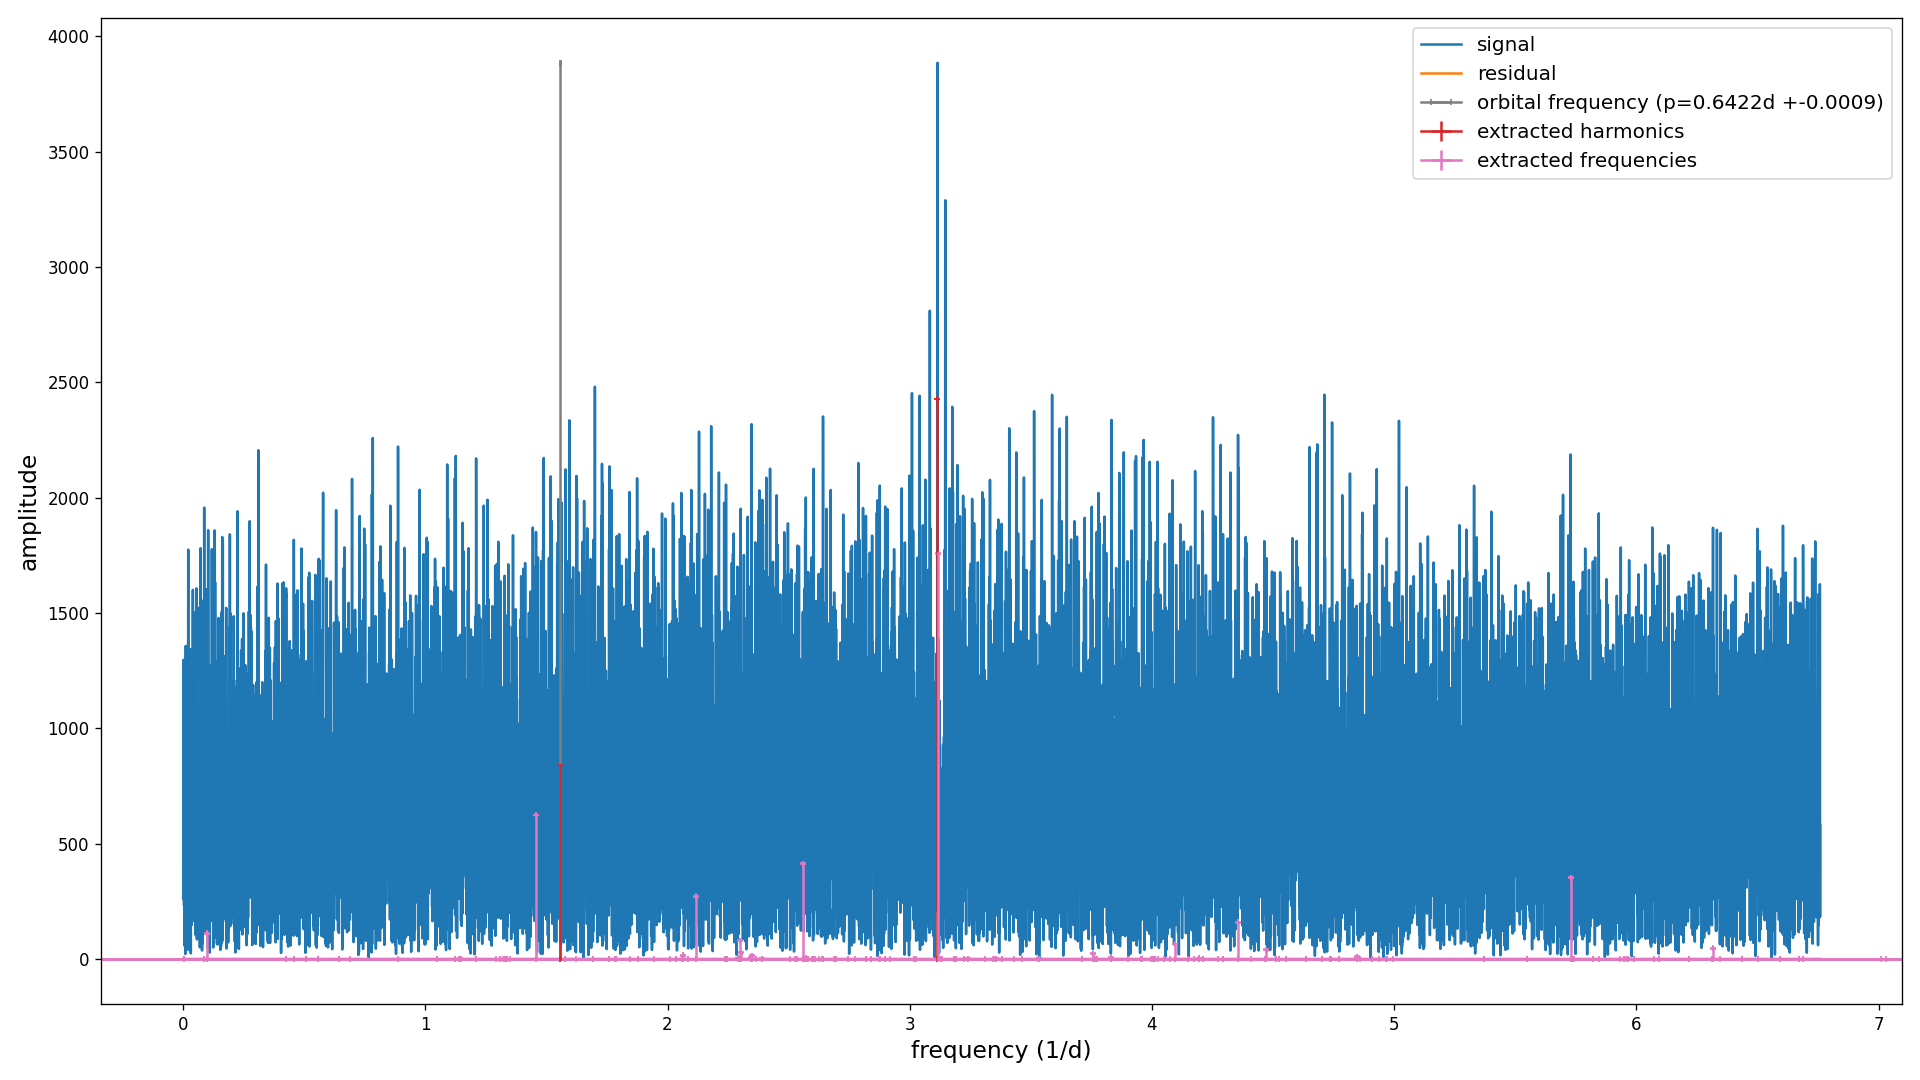 4000
3500
3000
2500
2000
1500
1000
500
0
amplitude
0 1 2 3 4 5 6 7
frequency (1/d)
signal
residual
orbital frequency (p=0.6422d +-0.0009)
extracted harmonics
extracted frequencies